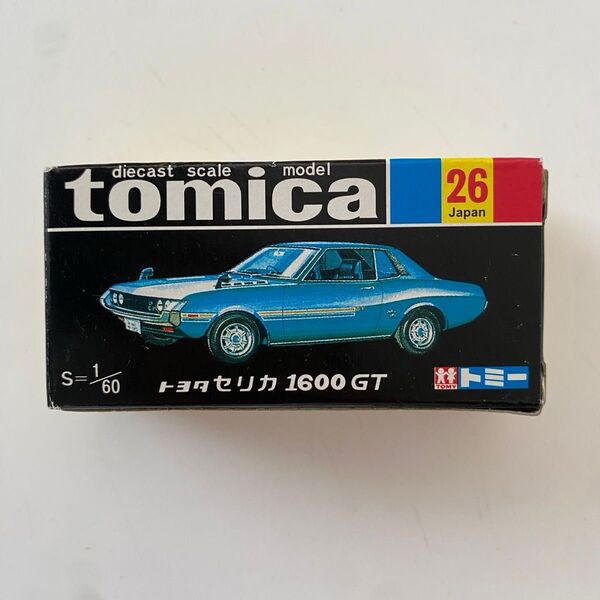 diecast scale model
tomica
26
Japan
S=1/60
トヨタセリカ 1600 GT
TOMY
トミー